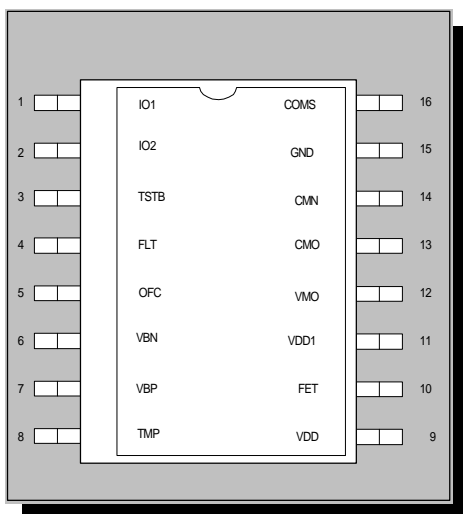 1 IO1 COMS 16
2 IO2 GND 15
3 TSTB CMN 14
4 FLT CMO 13
5 OFC VMO 12
6 VBN VDD1 11
7 VBP FET 10
8 TMP VDD 9